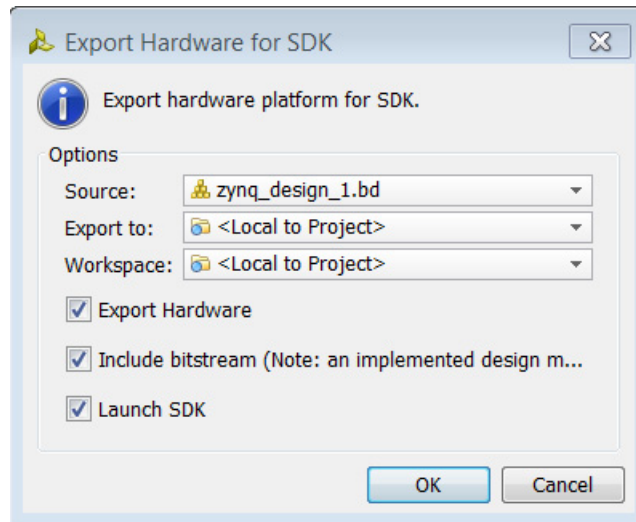 Export Hardware for SDK
Export hardware platform for SDK.
Options
Source: zynq_design_1.bd
Export to: <Local to Project>
Workspace: <Local to Project>
Export Hardware
Include bitstream (Note: an implemented design m...
Launch SDK
OK Cancel